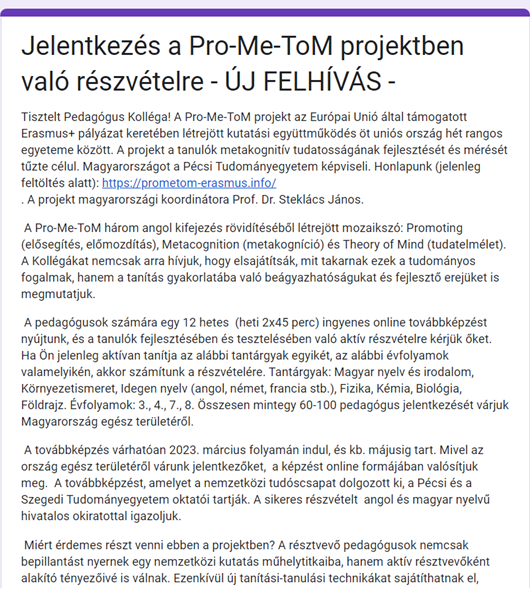 Jelentkezés a Pro-Me-ToM projektben
való részvételre - ÚJ FELHÍVÁS -
Tisztelt Pedagógus Kolléga! A Pro-Me-ToM projekt az Európai Unió által támogatott
Erasmus+ pályázat keretében létrejött kutatási együttműködés öt uniós ország hét rangos
egyeteme között. A projekt a tanulók metakognitív tudatosságának fejlesztését és mérését
tűzte célul. Magyarországot a Pécsi Tudományegyetem képviseli. Honlapunk (jelenleg
feltöltés alatt): https://prometom-erasmus.info/
. A projekt magyarországi koordinátora Prof. Dr. Steklács János.
A Pro-Me-ToM három angol kifejezés rövidítéséből létrejött mozaikszó: Promoting
(elősegítés, előmozdítás), Metacognition (metakogníció) és Theory of Mind (tudatelmélet).
A Kollégákat nemcsak arra hívjuk, hogy elsajátítsák, mit takarnak ezek a tudományos
fogalmak, hanem a tanítás gyakorlatába való beágyazhatóságukat és fejlesztő erejüket is
megmutatjuk.
A pedagógusok számára egy 12 hetes  (heti 2x45 perc) ingyenes online továbbképzést
nyújtunk, és a tanulók fejlesztésében és tesztelésében való aktív részvételre kérjük őket.
Ha Ön jelenleg aktívan tanítja az alábbi tantárgyak egyikét, az alábbi évfolyamok
valamelyikén, akkor számítunk a részvételére. Tantárgyak: Magyar nyelv és irodalom,
Környezetismeret, Idegen nyelv (angol, német, francia stb.), Fizika, Kémia, Biológia,
Földrajz. Évfolyamok: 3., 4., 7., 8. Összesen mintegy 60-100 pedagógus jelentkezését várjuk
Magyarország egész területéről.
A továbbképzés várhatóan 2023. március folyamán indul, és kb. májusig tart. Mivel az
ország egész területéről várunk jelentkezőket,  a képzést online formájában valósítjuk
meg.  A továbbképzést, amelyet a nemzetközi tudóscsapat dolgozott ki, a Pécsi és a
Szegedi Tudományegyetem oktatói tartják. A sikeres részvételt  angol és magyar nyelvű
hivatalos okirattal igazoljuk.
Miért érdemes részt venni ebben a projektben? A résztvevő pedagógusok nemcsak
bepillantást nyernek egy nemzetközi kutatás műhelytitkaiba, hanem aktív résztvevőként
alakító tényezőivé is válnak. Ezenkívül új tanítási-tanulási technikákat sajátíthatnak el,